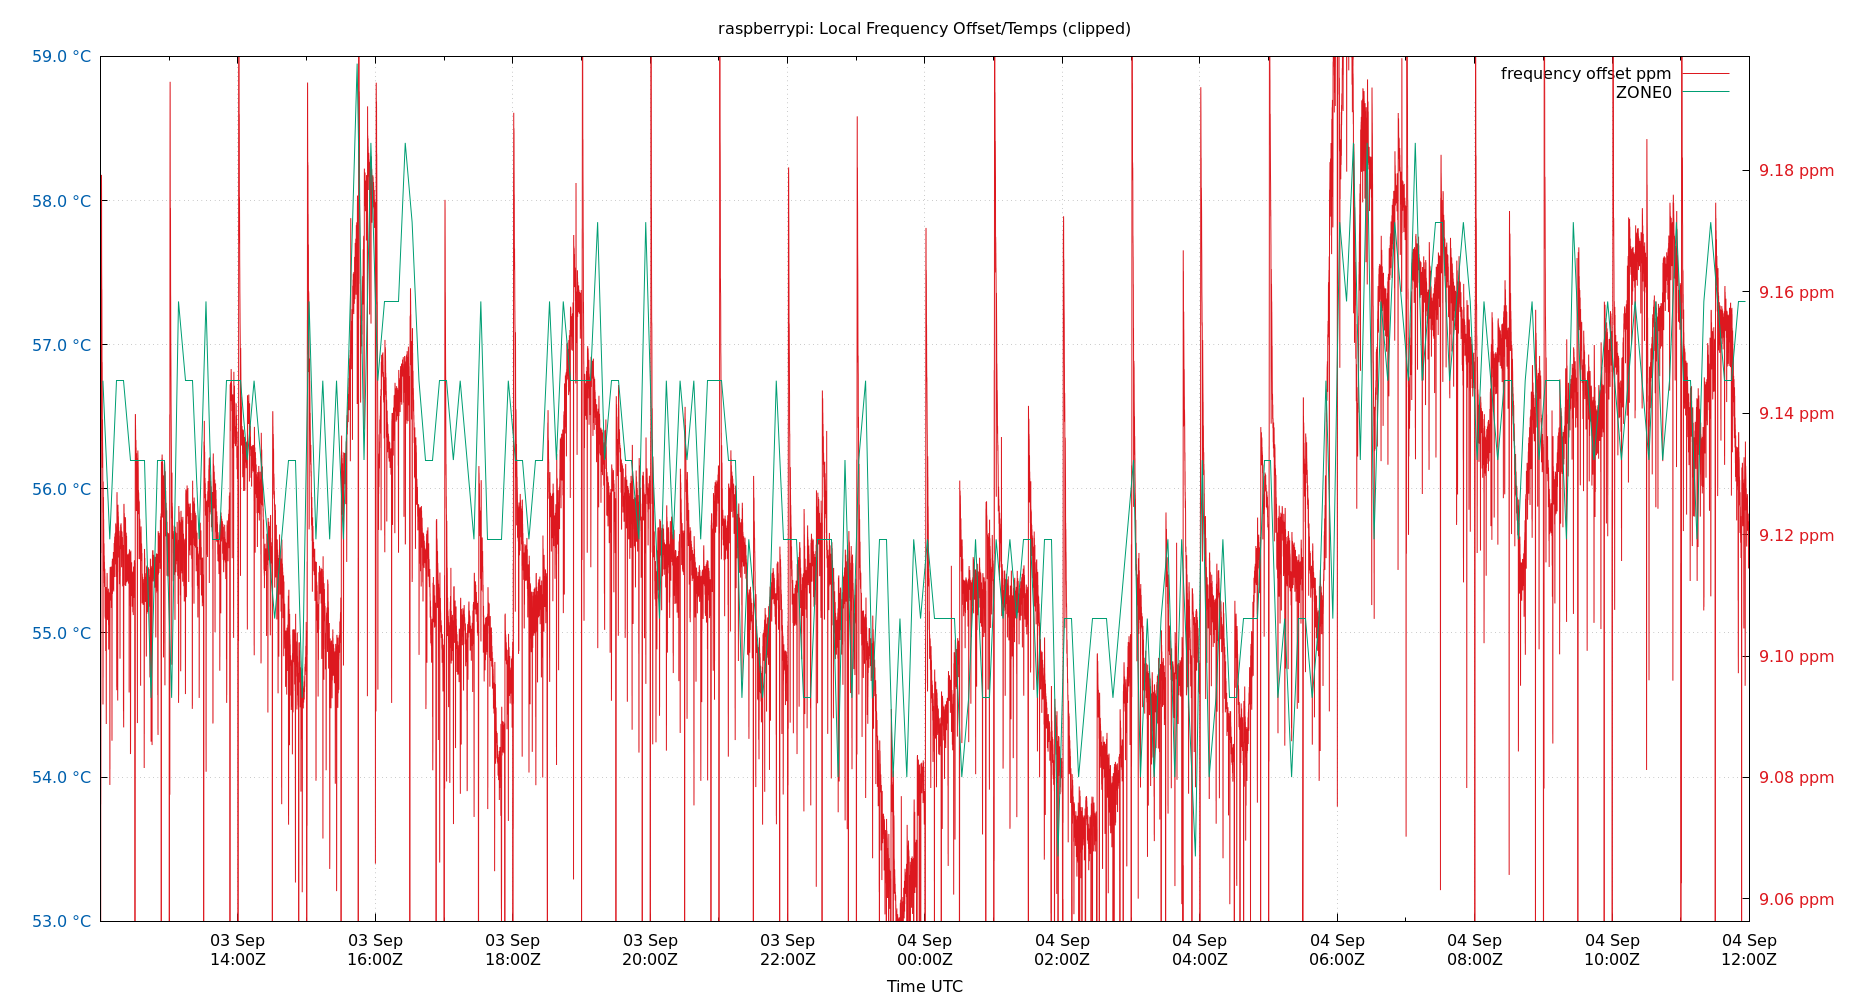 raspberrypi: Local Frequency Offset/Temps (clipped)
frequency offset ppm
ZONE0
59.0 °C
58.0 °C
57.0 °C
56.0 °C
55.0 °C
54.0 °C
53.0 °C
9.18 ppm
9.16 ppm
9.14 ppm
9.12 ppm
9.10 ppm
9.08 ppm
9.06 ppm
03 Sep 03 Sep 03 Sep 03 Sep 03 Sep 04 Sep 04 Sep 04 Sep 04 Sep 04 Sep 04 Sep 04 Sep
14:00Z 16:00Z 18:00Z 20:00Z 22:00Z 00:00Z 02:00Z 04:00Z 06:00Z 08:00Z 10:00Z 12:00Z
Time UTC